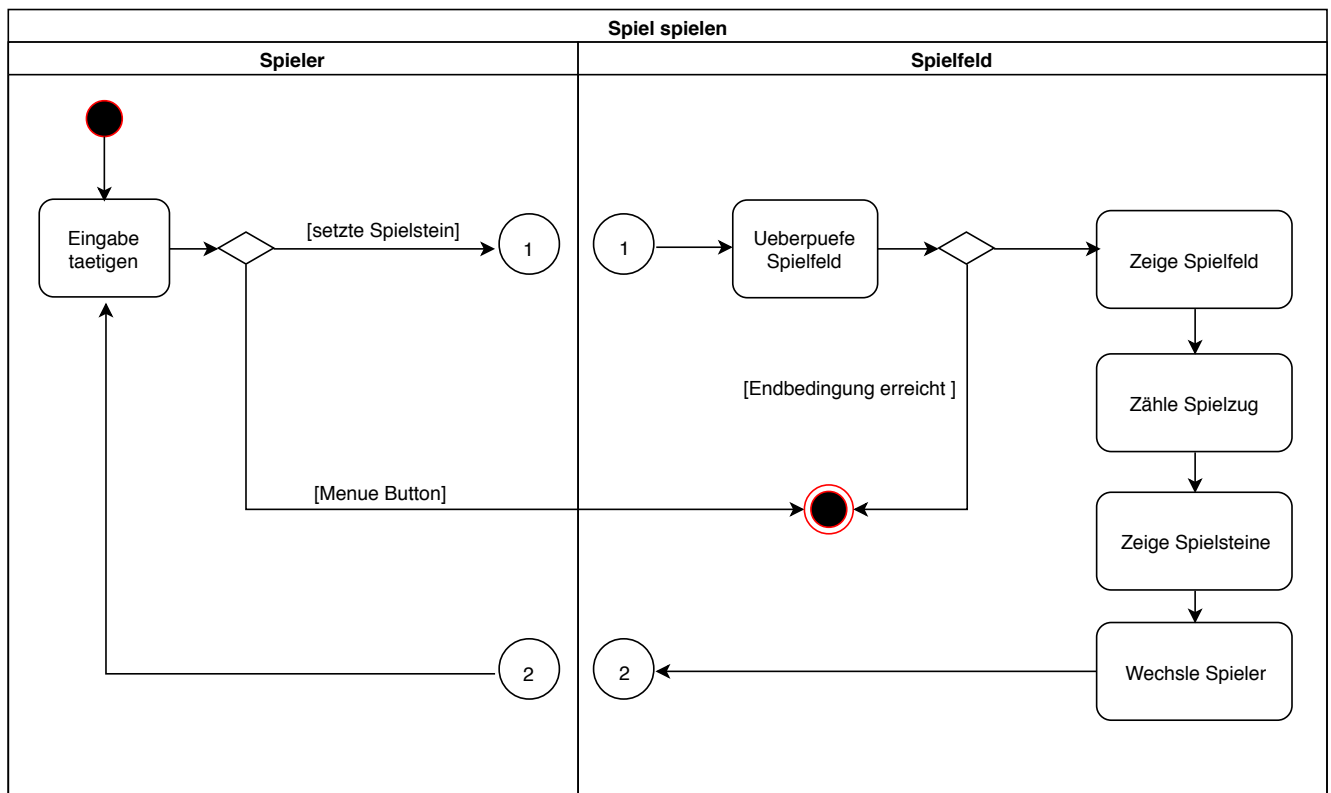 Spiel spielen
Spieler
Spielfeld
Eingabe
taetigen
[setzte Spielstein]
1
1
Ueberpuefe
Spielfeld
Zeige Spielfeld
[Endbedingung erreicht ]
Zähle Spielzug
[Menue Button]
Zeige Spielsteine
2
2
Wechsle Spieler